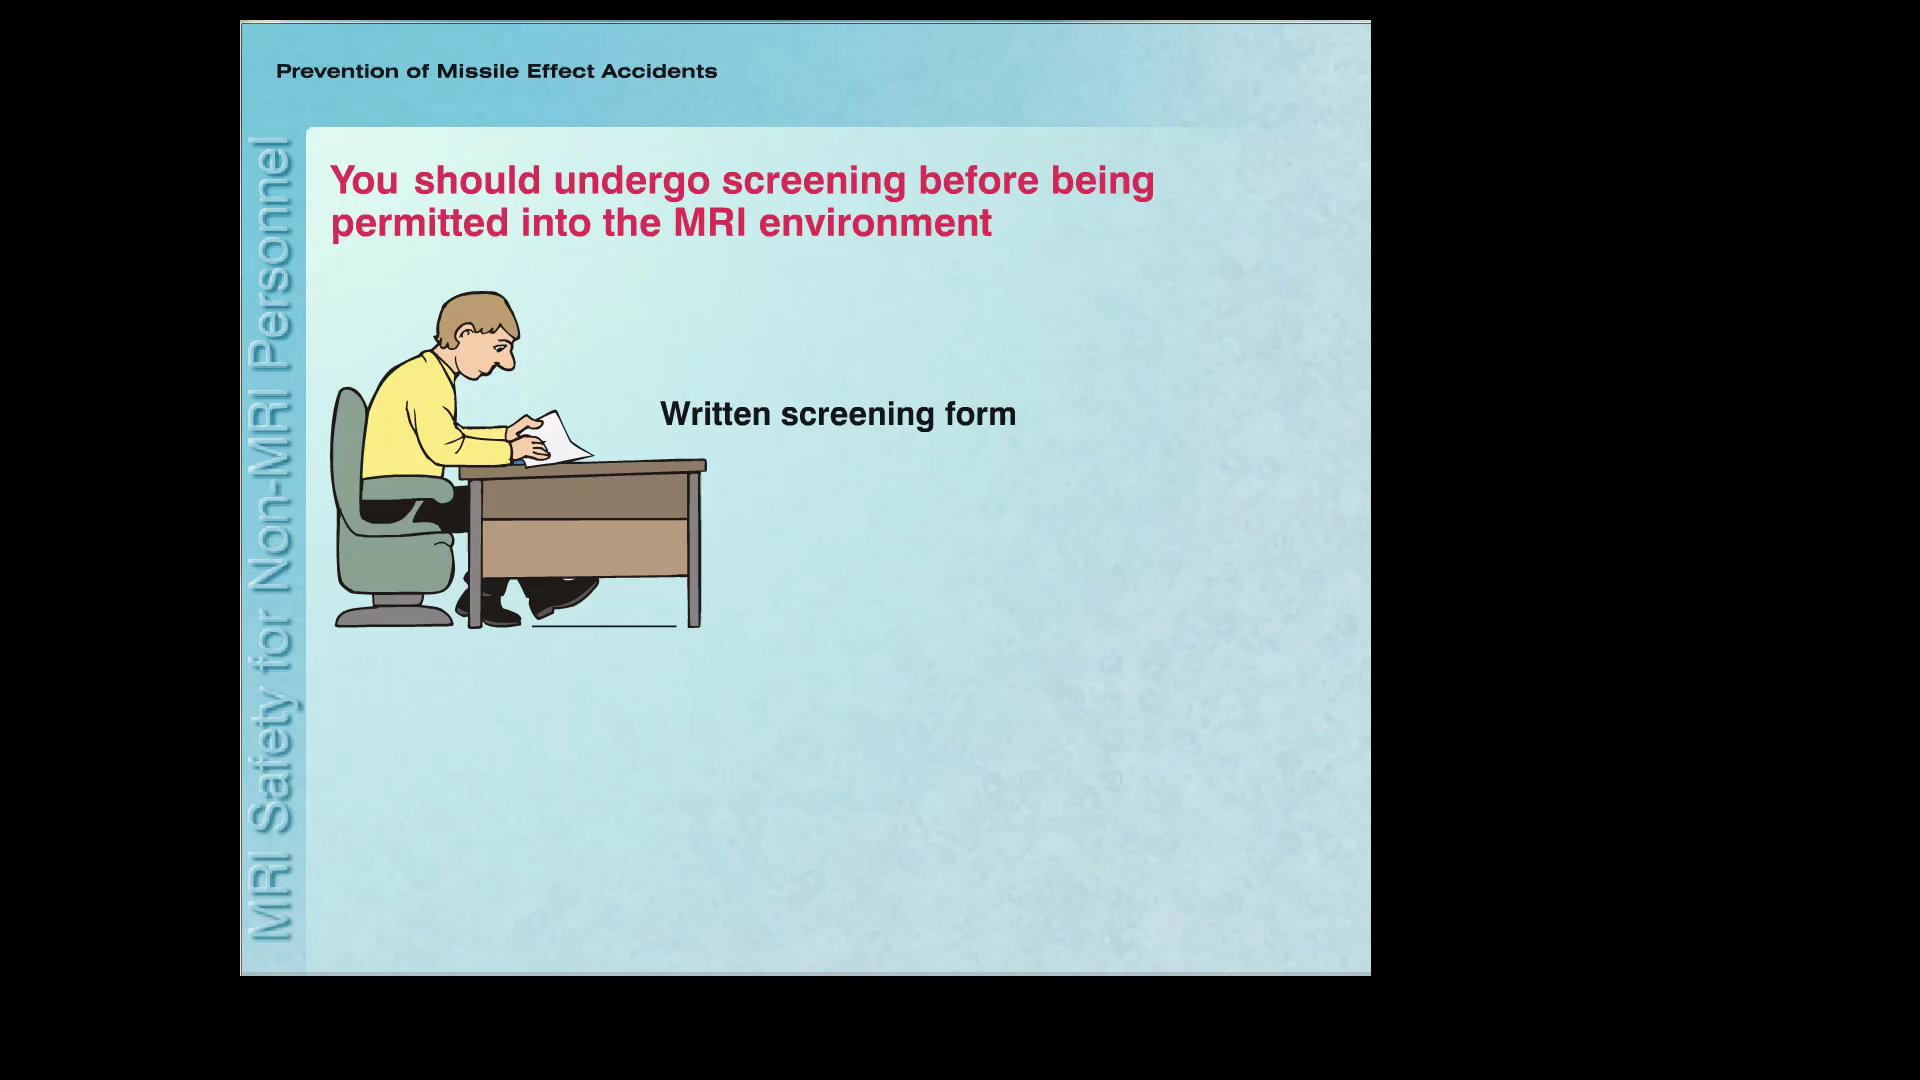 Prevention of Missile Effect Accidents
MRI Safety for Non-MRI Personnel
You should undergo screening before being
permitted into the MRI environment
Written screening form